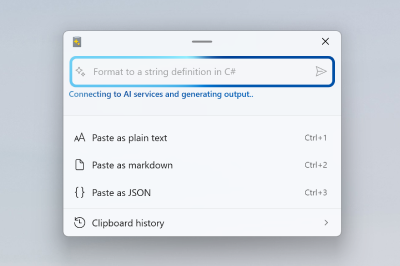 Format to a string definition in C#
Connecting to AI services and generating output..
Paste as plain text Ctrl+1
Paste as markdown Ctrl+2
Paste as JSON Ctrl+3
Clipboard history